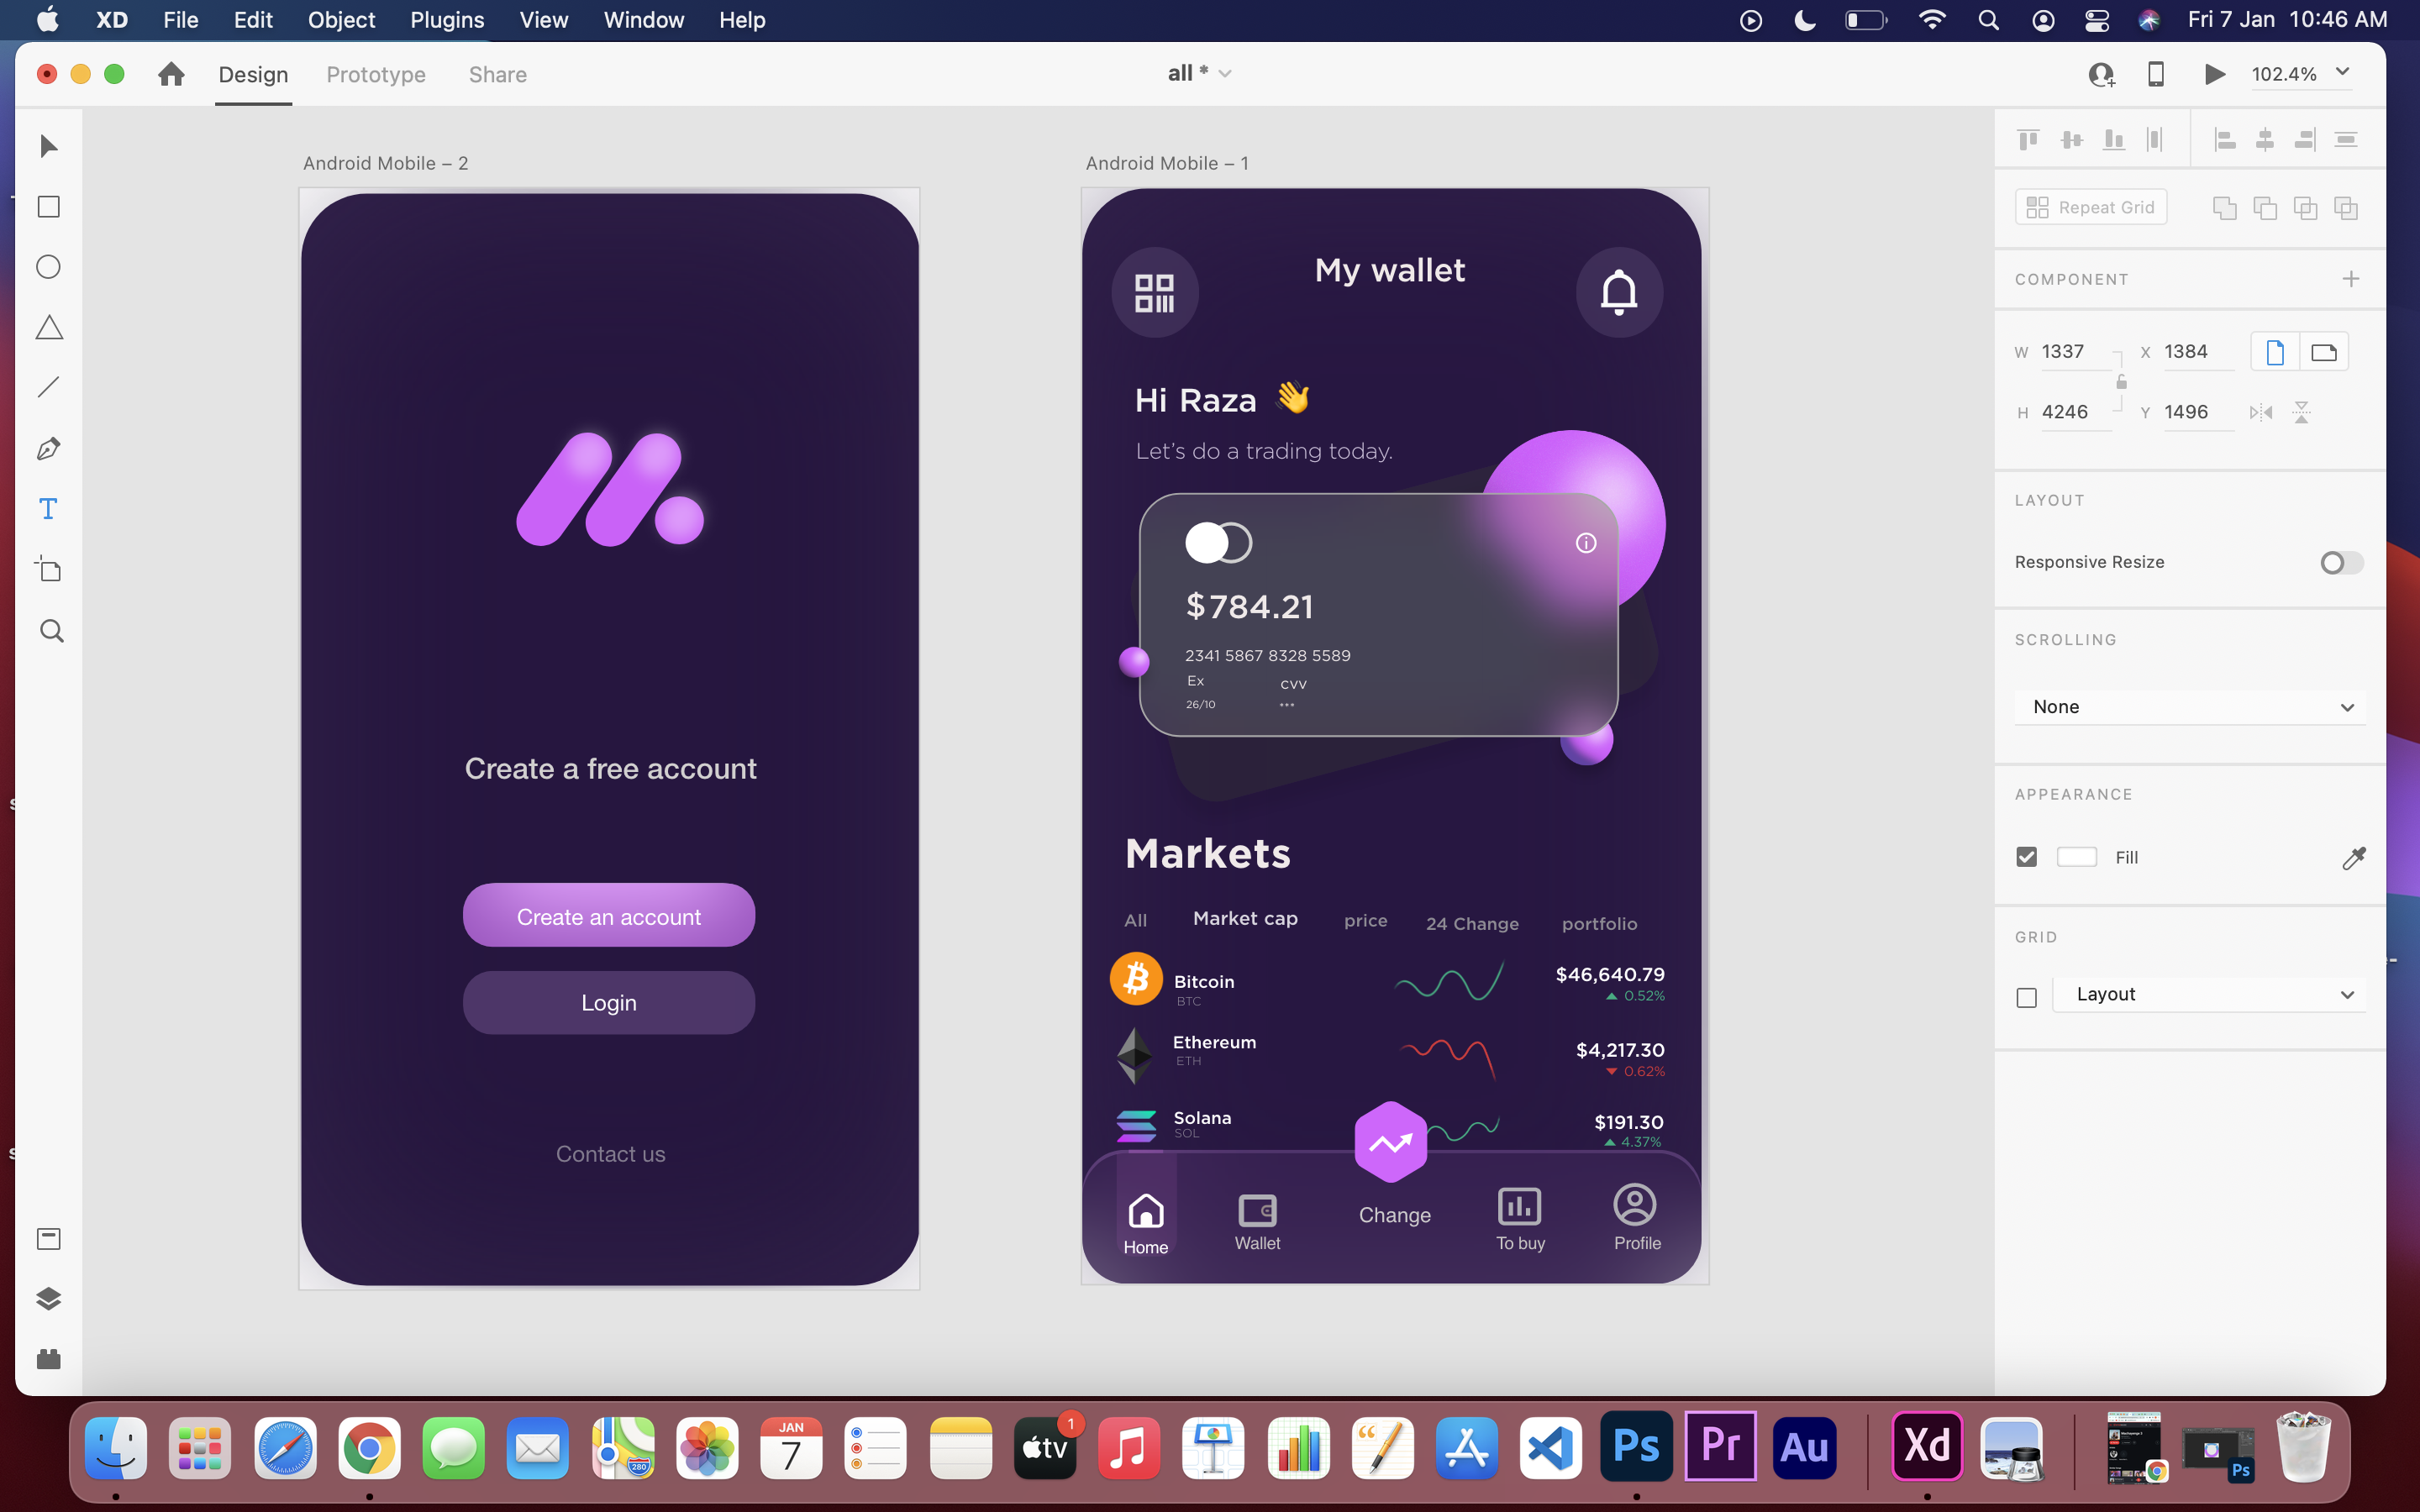 XD File Edit Object Plugins View Window Help
Fri 7 Jan 10:46 AM
Design Prototype Share
all *
102.4%
Android Mobile – 2
Create a free account
Create an account
Login
Contact us
Android Mobile – 1
My wallet
Hi Raza 👋
Let's do a trading today.
$784.21
2341 5867 8328 5589
Ex cvv
26/10 ***
Markets
All Market cap price 24 Change portfolio
Bitcoin $46,640.79
BTC 0.52%
Ethereum $4,217.30
ETH 0.62%
Solana $191.30
SOL 4.37%
Home Wallet Change To buy Profile
Repeat Grid
COMPONENT
W 1337 X 1384
H 4246 Y 1496
LAYOUT
Responsive Resize
SCROLLING
None
APPEARANCE
Fill
GRID
Layout
JAN
7
280
tv
1
Ps
Pr
Au
Xd
Ps